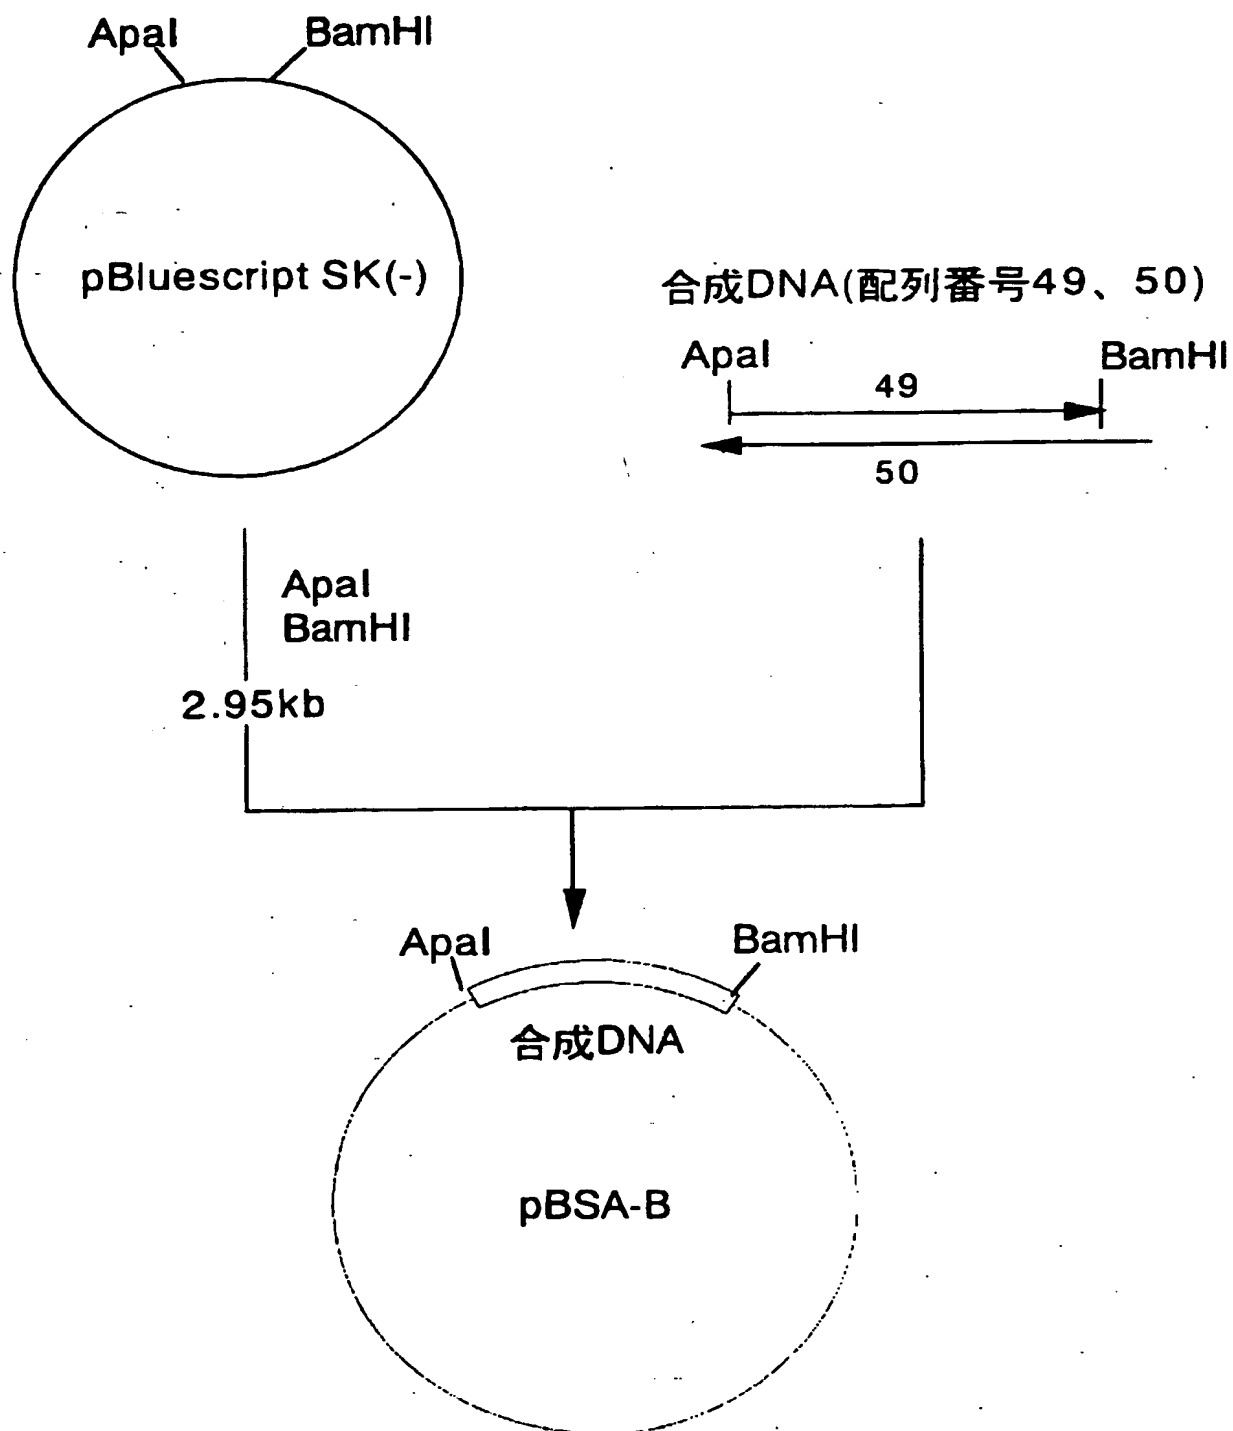 ApaI
BamHI
pBluescript SK(-)
合成DNA(配列番号49、50)
ApaI
BamHI
49
50
ApaI
BamHI
2.95kb
ApaI
BamHI
合成DNA
pBSA-B